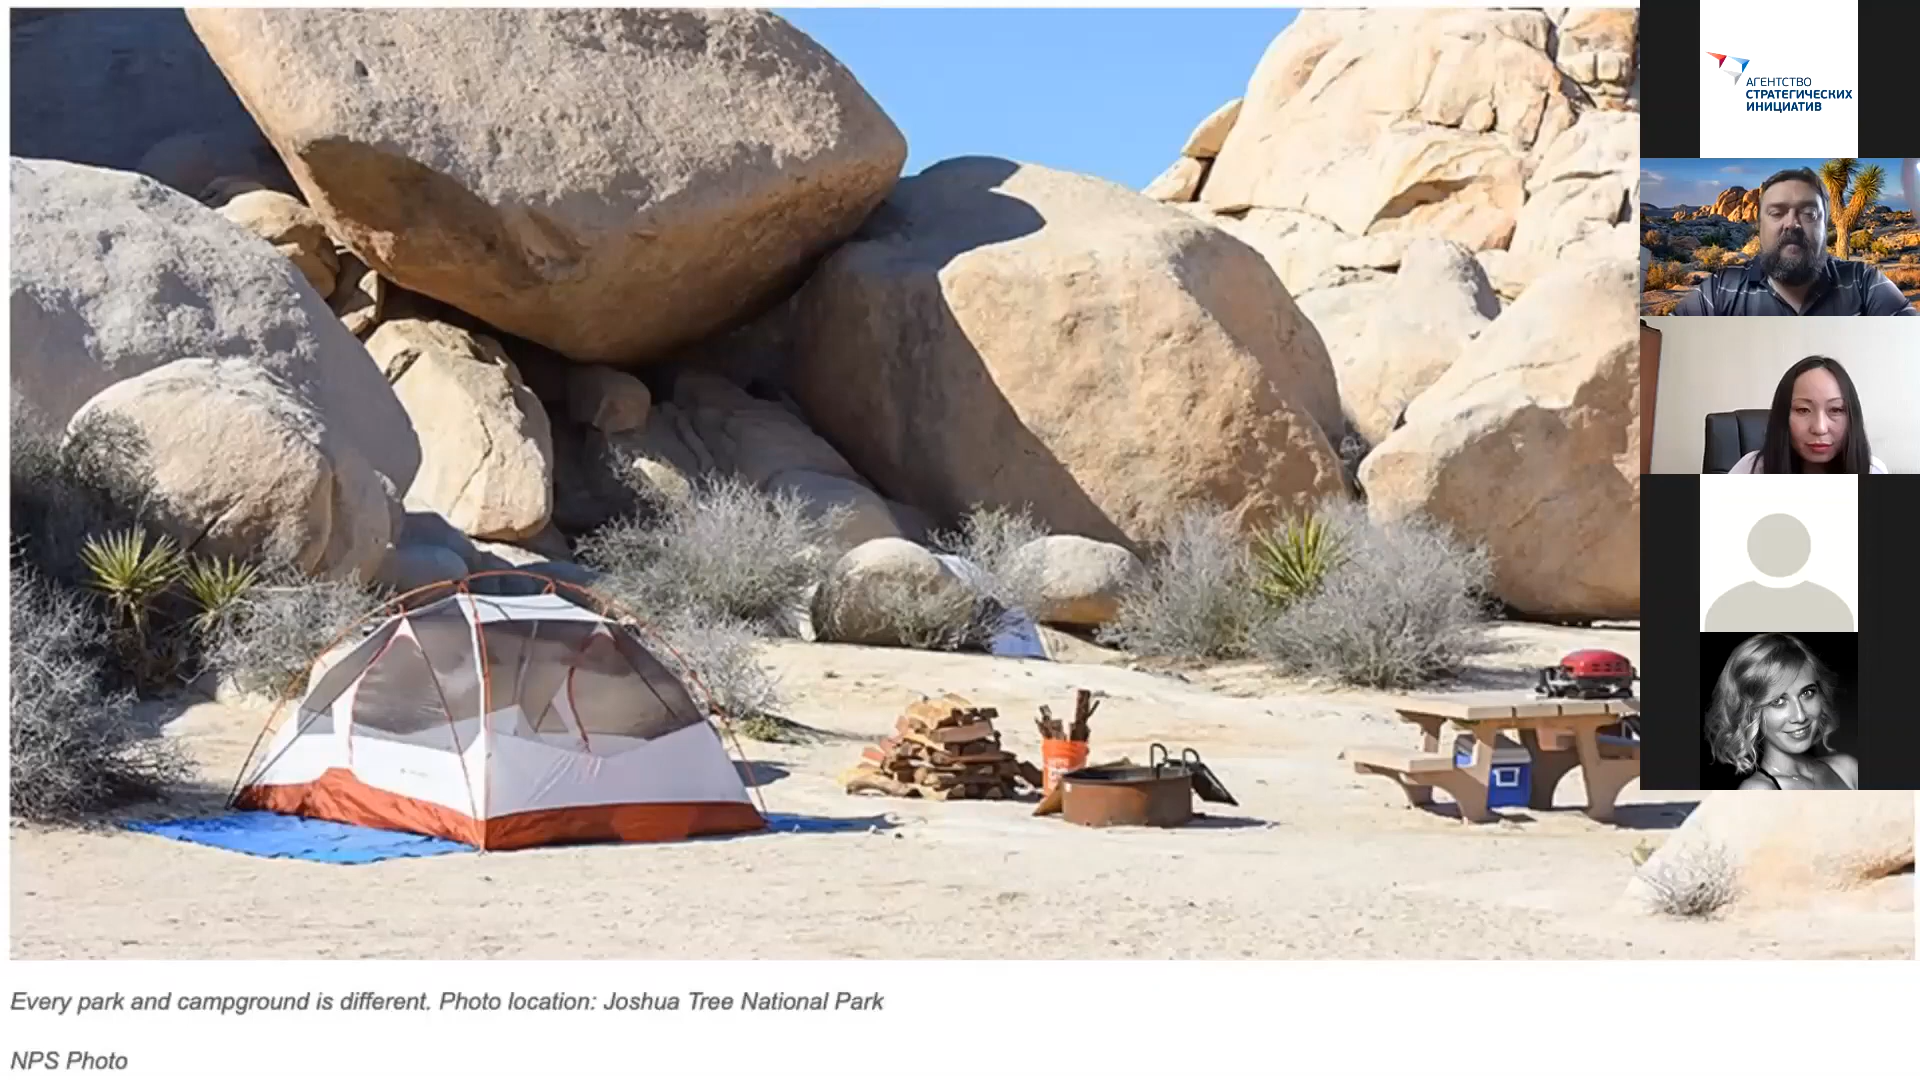 АГЕНТСТВО
СТРАТЕГИЧЕСКИХ
ИНИЦИАТИВ
Every park and campground is different. Photo location: Joshua Tree National Park
NPS Photo